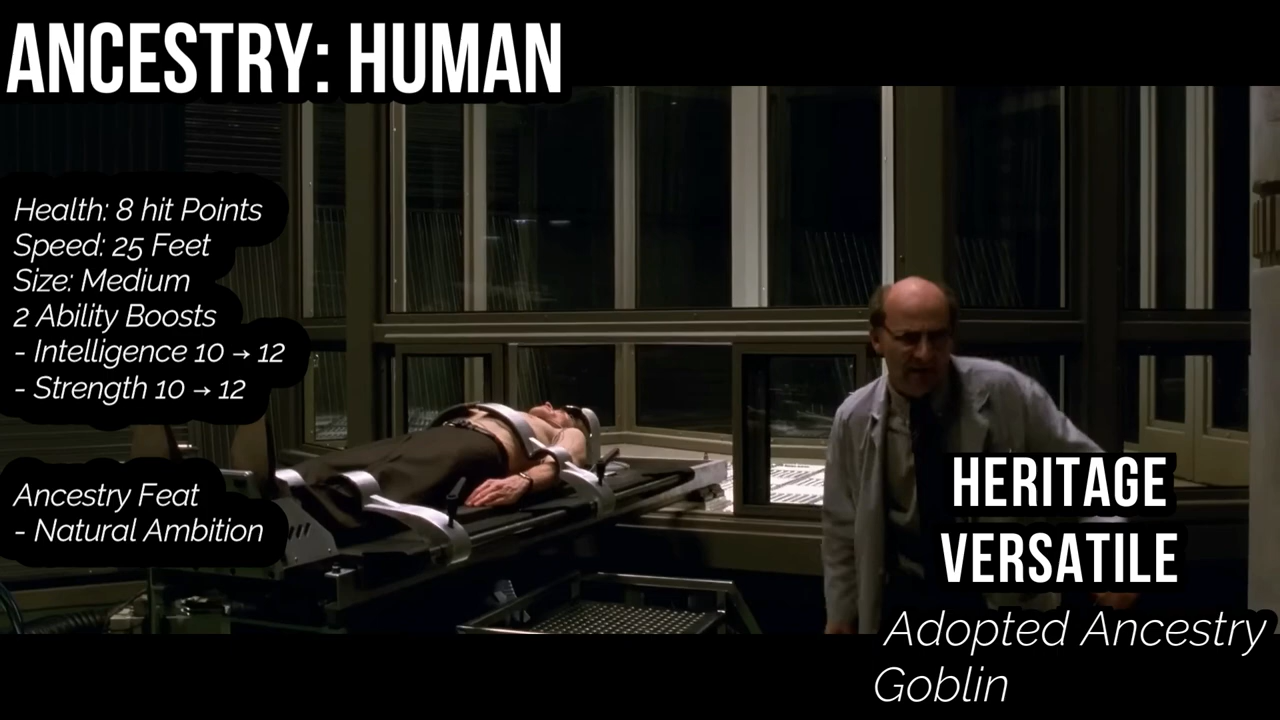 ANCESTRY: HUMAN
Health: 8 hit Points
Speed: 25 Feet
Size: Medium
2 Ability Boosts
- Intelligence 10 → 12
- Strength 10 → 12
Ancestry Feat
- Natural Ambition
HERITAGE
VERSATILE
Adopted Ancestry
Goblin